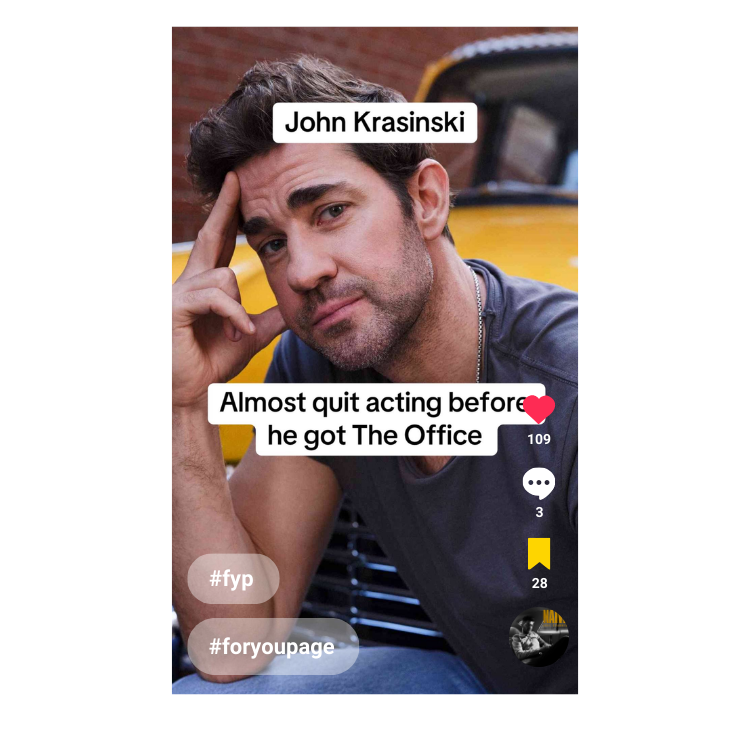 John Krasinski
Almost quit acting before
he got The Office
109
3
28
#fyp
#foryoupage